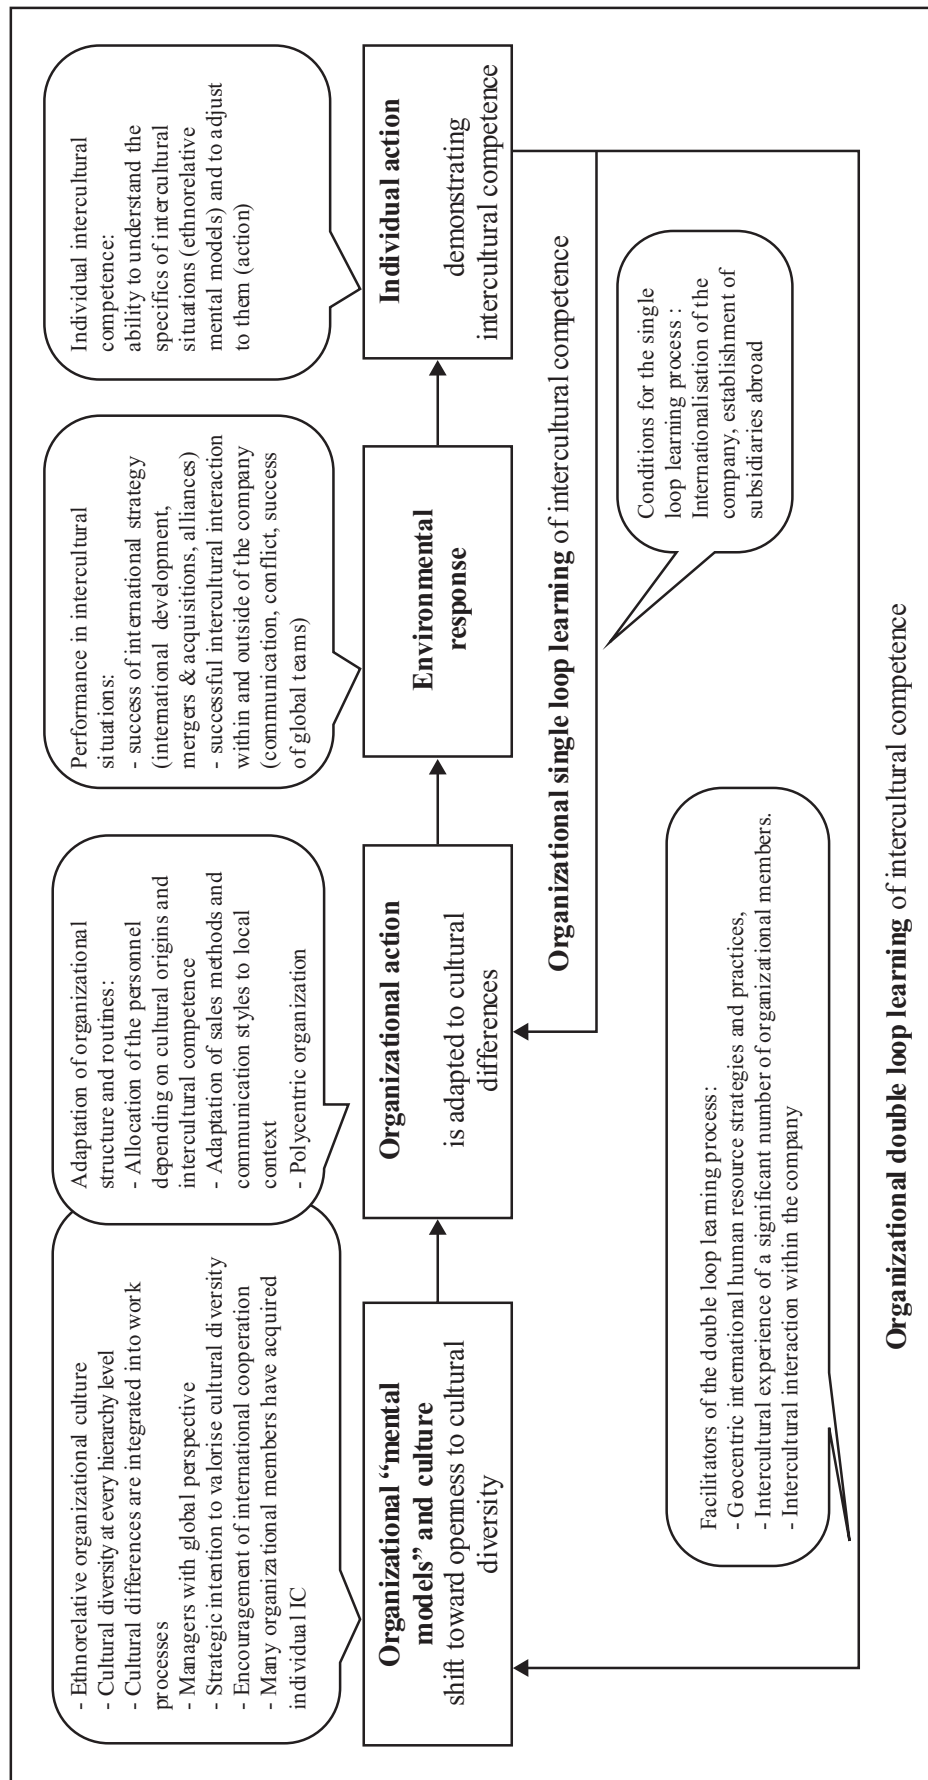 - Ethnorelative organizational culture
- Cultural diversity at every hierarchy level
- Cultural differences are integrated into work
processes
- Managers with global perspective
- Strategic intention to valorise cultural diversity
- Encouragement of international cooperation
- Many organizational members have acquired
individual IC
Adaptation of organizational
structure and routines:
- Allocation of the personnel
depending on cultural origins and
intercultural competence
- Adaptation of sales methods and
communication styles to local
context
- Polycentric organization
Performance in intercultural
situations:
- success of international strategy
(international development,
mergers & acquisitions, alliances)
- successful intercultural interaction
within and outside of the company
(communication, conflict, success
of global teams)
Individual intercultural
competence:
ability to understand the
specifics of intercultural
situations (ethnorelative
mental models) and to adjust
to them (action)
Organizational “mental
models” and culture
shift toward openness to cultural
diversity
Organizational action
is adapted to cultural
differences
Environmental
response
Individual action
demonstrating
intercultural competence
Organizational single loop learning of intercultural competence
Conditions for the single
loop learning process :
Internationalisation of the
company, establishment of
subsidiaries abroad
Facilitators of the double loop learning process:
- Geocentric international human resource strategies and practices,
- Intercultural experience of a significant number of organizational members.
- Intercultural interaction within the company
Organizational double loop learning of intercultural competence